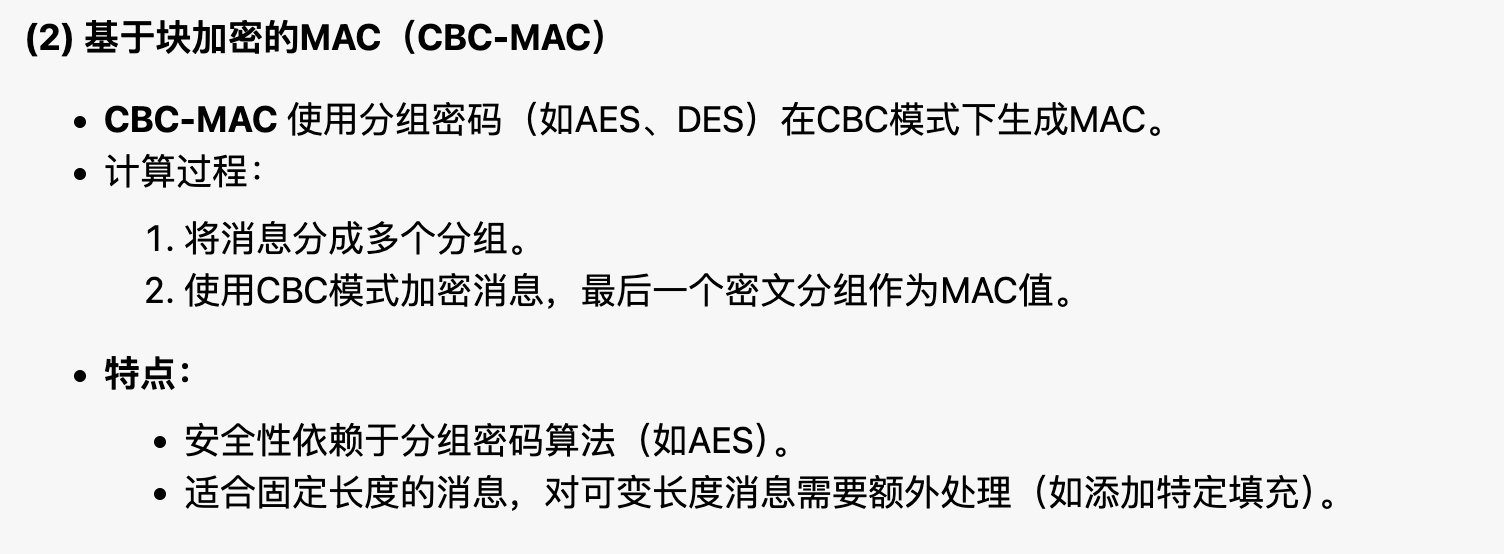 (2) 基于块加密的MAC（CBC-MAC）
• CBC-MAC 使用分组密码（如AES、DES）在CBC模式下生成MAC。
• 计算过程：
1. 将消息分成多个分组。
2. 使用CBC模式加密消息，最后一个密文分组作为MAC值。
• 特点：
• 安全性依赖于分组密码算法（如AES）。
• 适合固定长度的消息，对可变长度消息需要额外处理（如添加特定填充）。